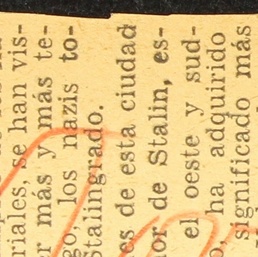 riales, se han vis-
r más y más te-
go, los nazis to-
Stalingrado.
es de esta ciudad
or de Stalin, es-
el oeste y sud-
o, ha adquirido
significado más